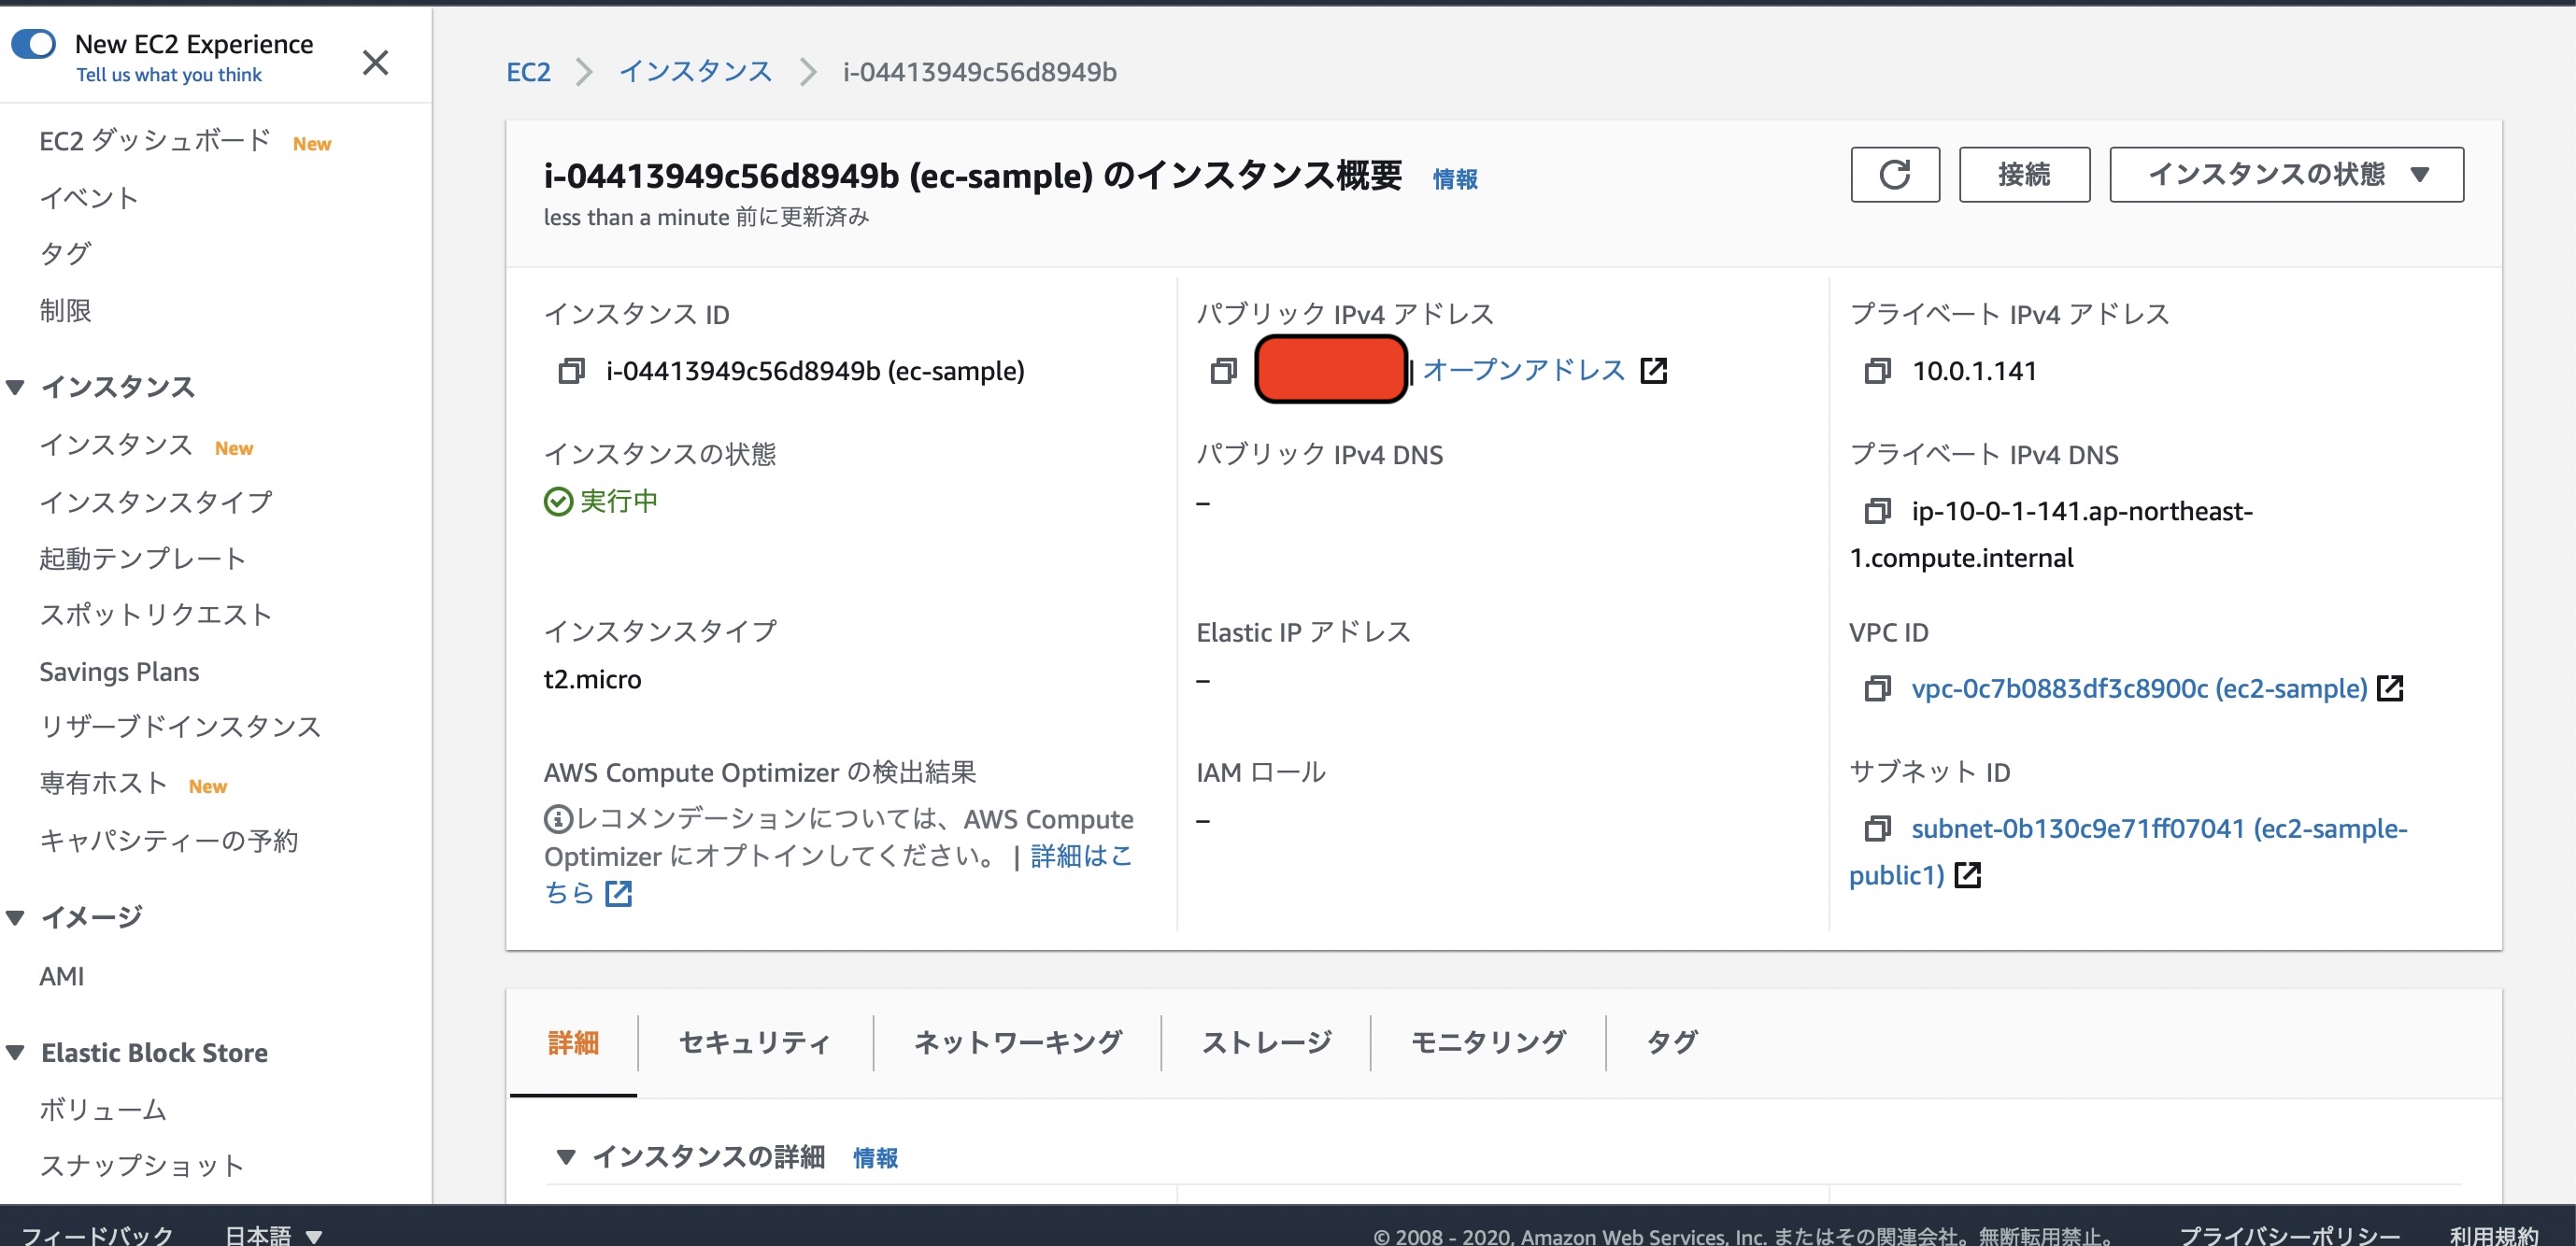 New EC2 Experience
Tell us what you think
EC2 ダッシュボード New
イベント
タグ
制限
インスタンス
インスタンス New
インスタンスタイプ
起動テンプレート
スポットリクエスト
Savings Plans
リザーブドインスタンス
専有ホスト New
キャパシティーの予約
イメージ
AMI
Elastic Block Store
ボリューム
スナップショット
EC2 インスタンス i-04413949c56d8949b
i-04413949c56d8949b (ec-sample) のインスタンス概要 情報
less than a minute 前に更新済み
接続
インスタンスの状態
インスタンス ID
i-04413949c56d8949b (ec-sample)
パブリック IPv4 アドレス
| オープンアドレス
プライベート IPv4 アドレス
10.0.1.141
インスタンスの状態
実行中
パブリック IPv4 DNS
–
プライベート IPv4 DNS
ip-10-0-1-141.ap-northeast-
1.compute.internal
インスタンスタイプ
t2.micro
Elastic IP アドレス
–
VPC ID
vpc-0c7b0883df3c8900c (ec2-sample)
AWS Compute Optimizer の検出結果
レコメンデーションについては、AWS Compute
Optimizer にオプトインしてください。 | 詳細はこ
ちら
IAM ロール
–
サブネット ID
subnet-0b130c9e71ff07041 (ec2-sample-
public1)
詳細 セキュリティ ネットワーキング ストレージ モニタリング タグ
インスタンスの詳細 情報
フィードバック 日本語 © 2008 - 2020, Amazon Web Services, Inc. またはその関連会社。無断転用禁止。 プライバシーポリシー 利用規約